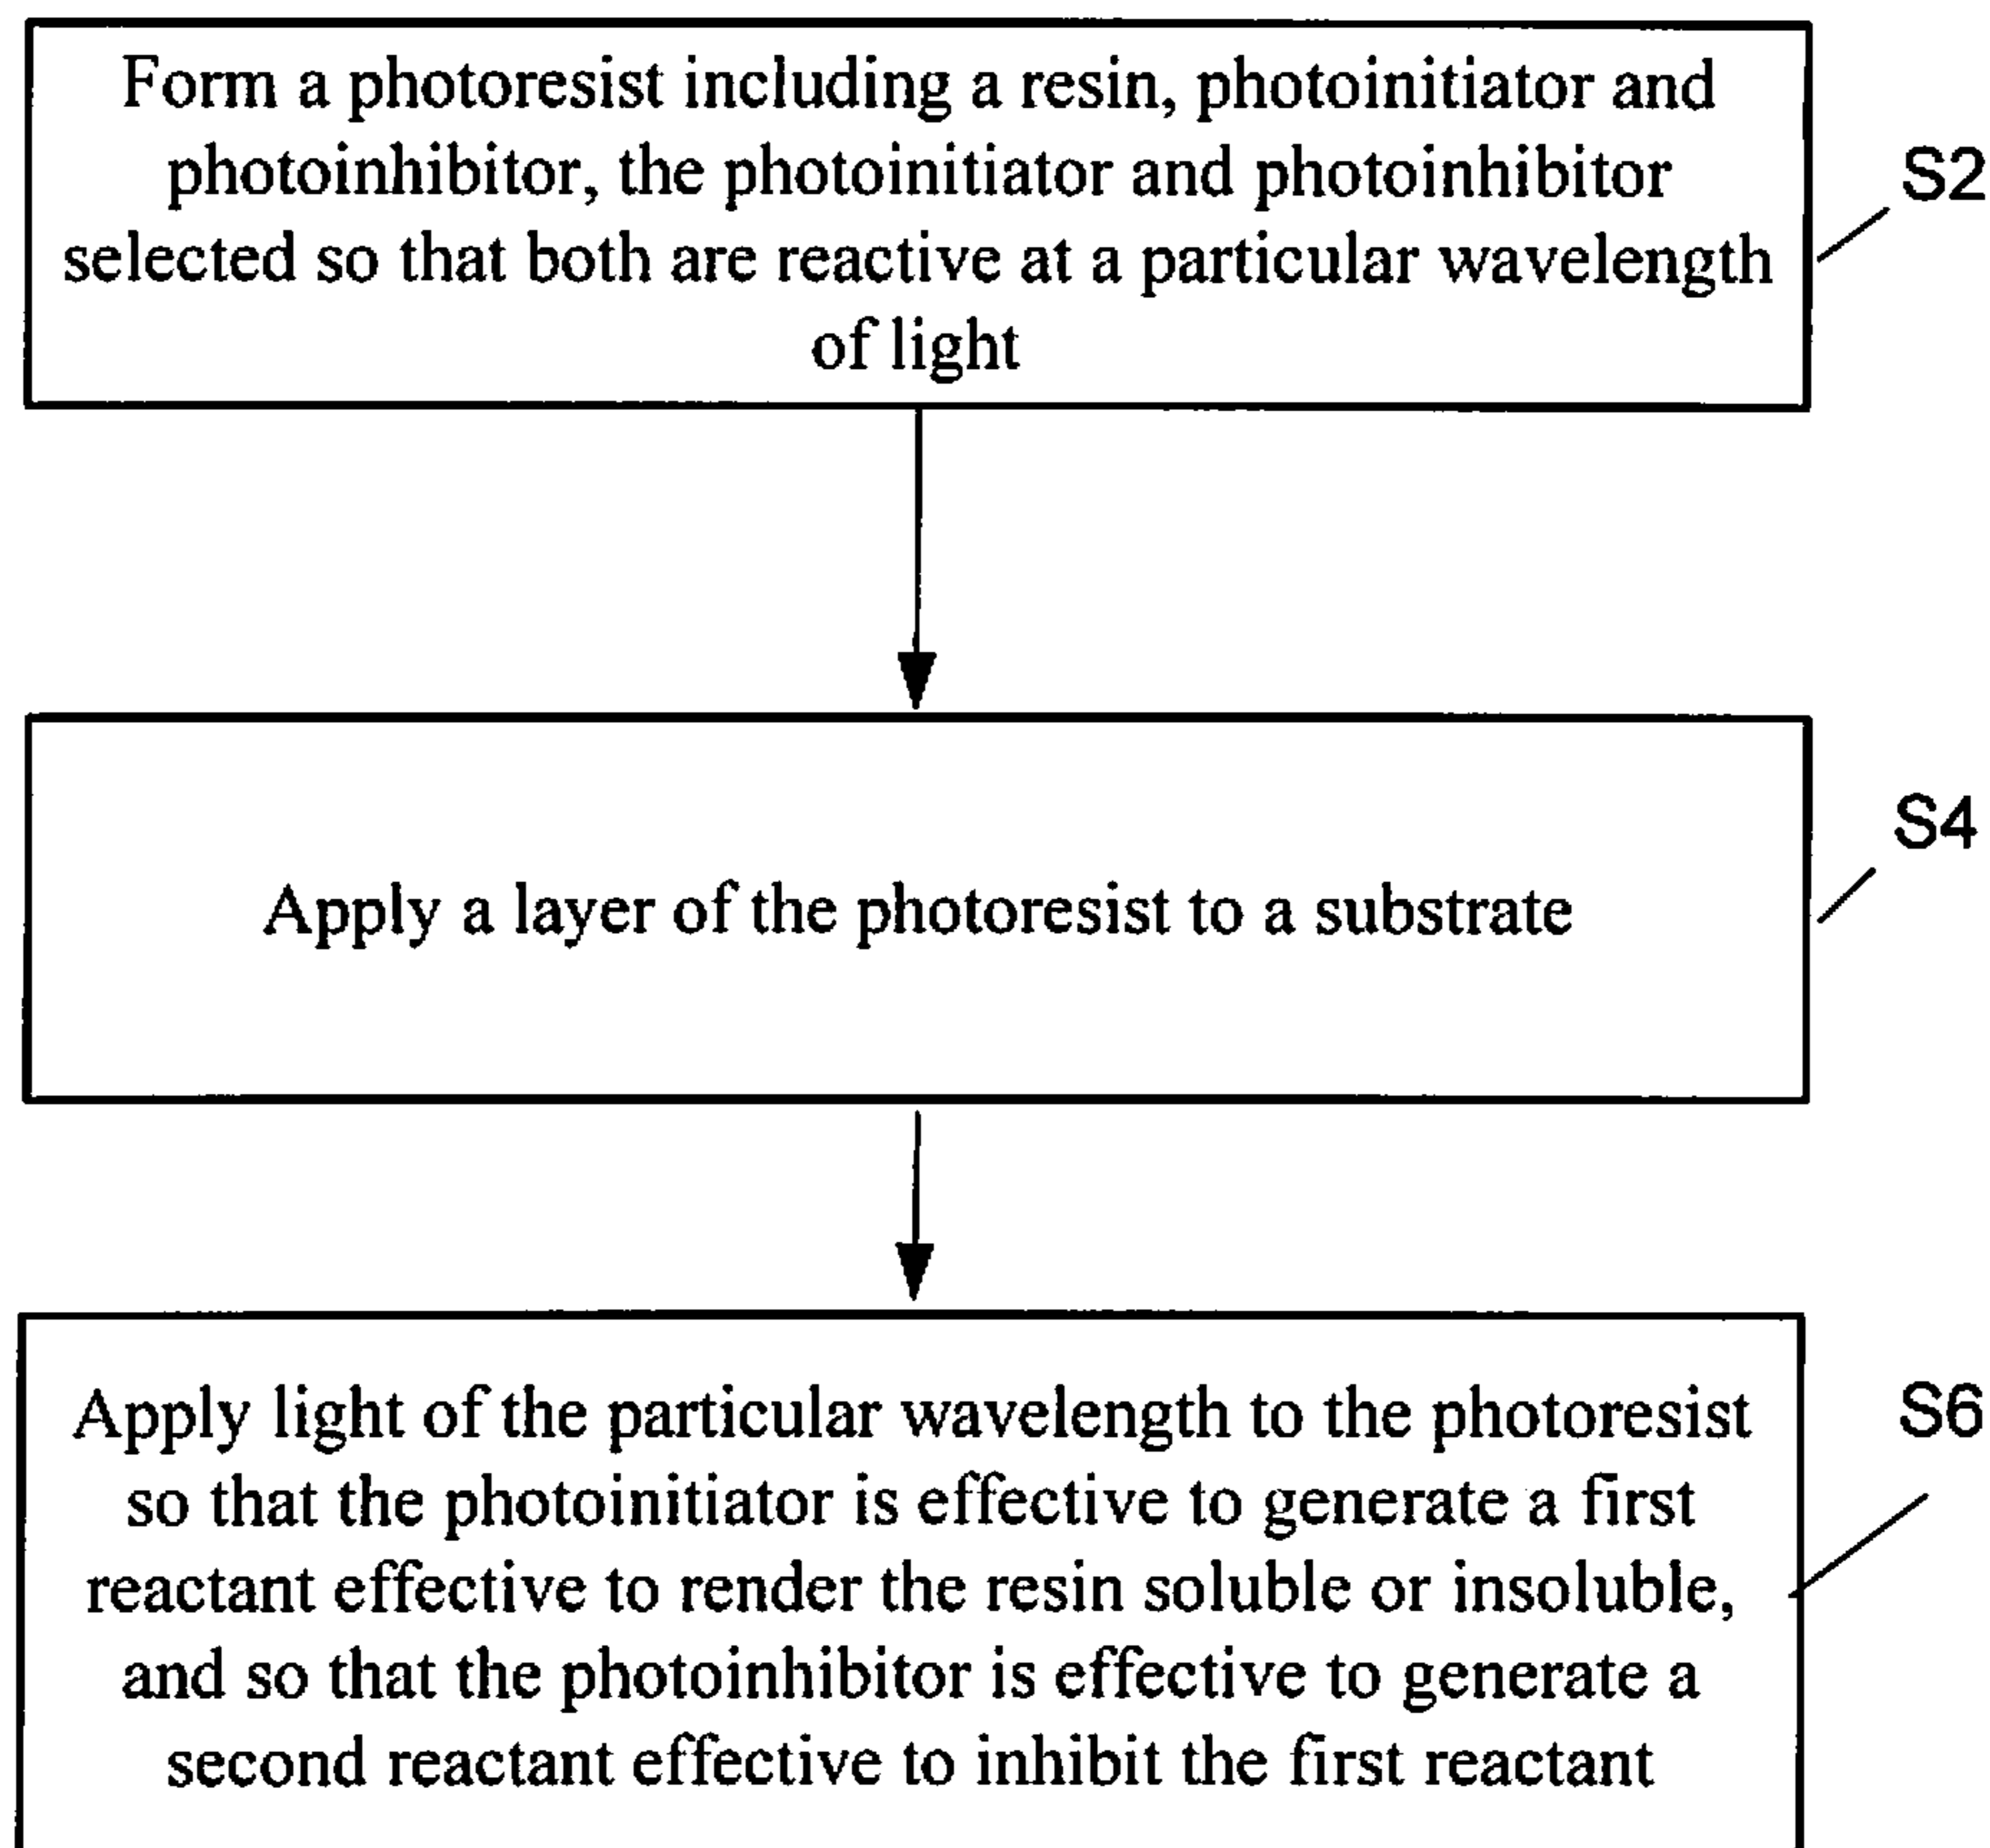 Form a photoresist including a resin, photoinitiator and
photoinhibitor, the photoinitiator and photoinhibitor
selected so that both are reactive at a particular wavelength
of light
S2
Apply a layer of the photoresist to a substrate
S4
Apply light of the particular wavelength to the photoresist
so that the photoinitiator is effective to generate a first
reactant effective to render the resin soluble or insoluble,
and so that the photoinhibitor is effective to generate a
second reactant effective to inhibit the first reactant
S6